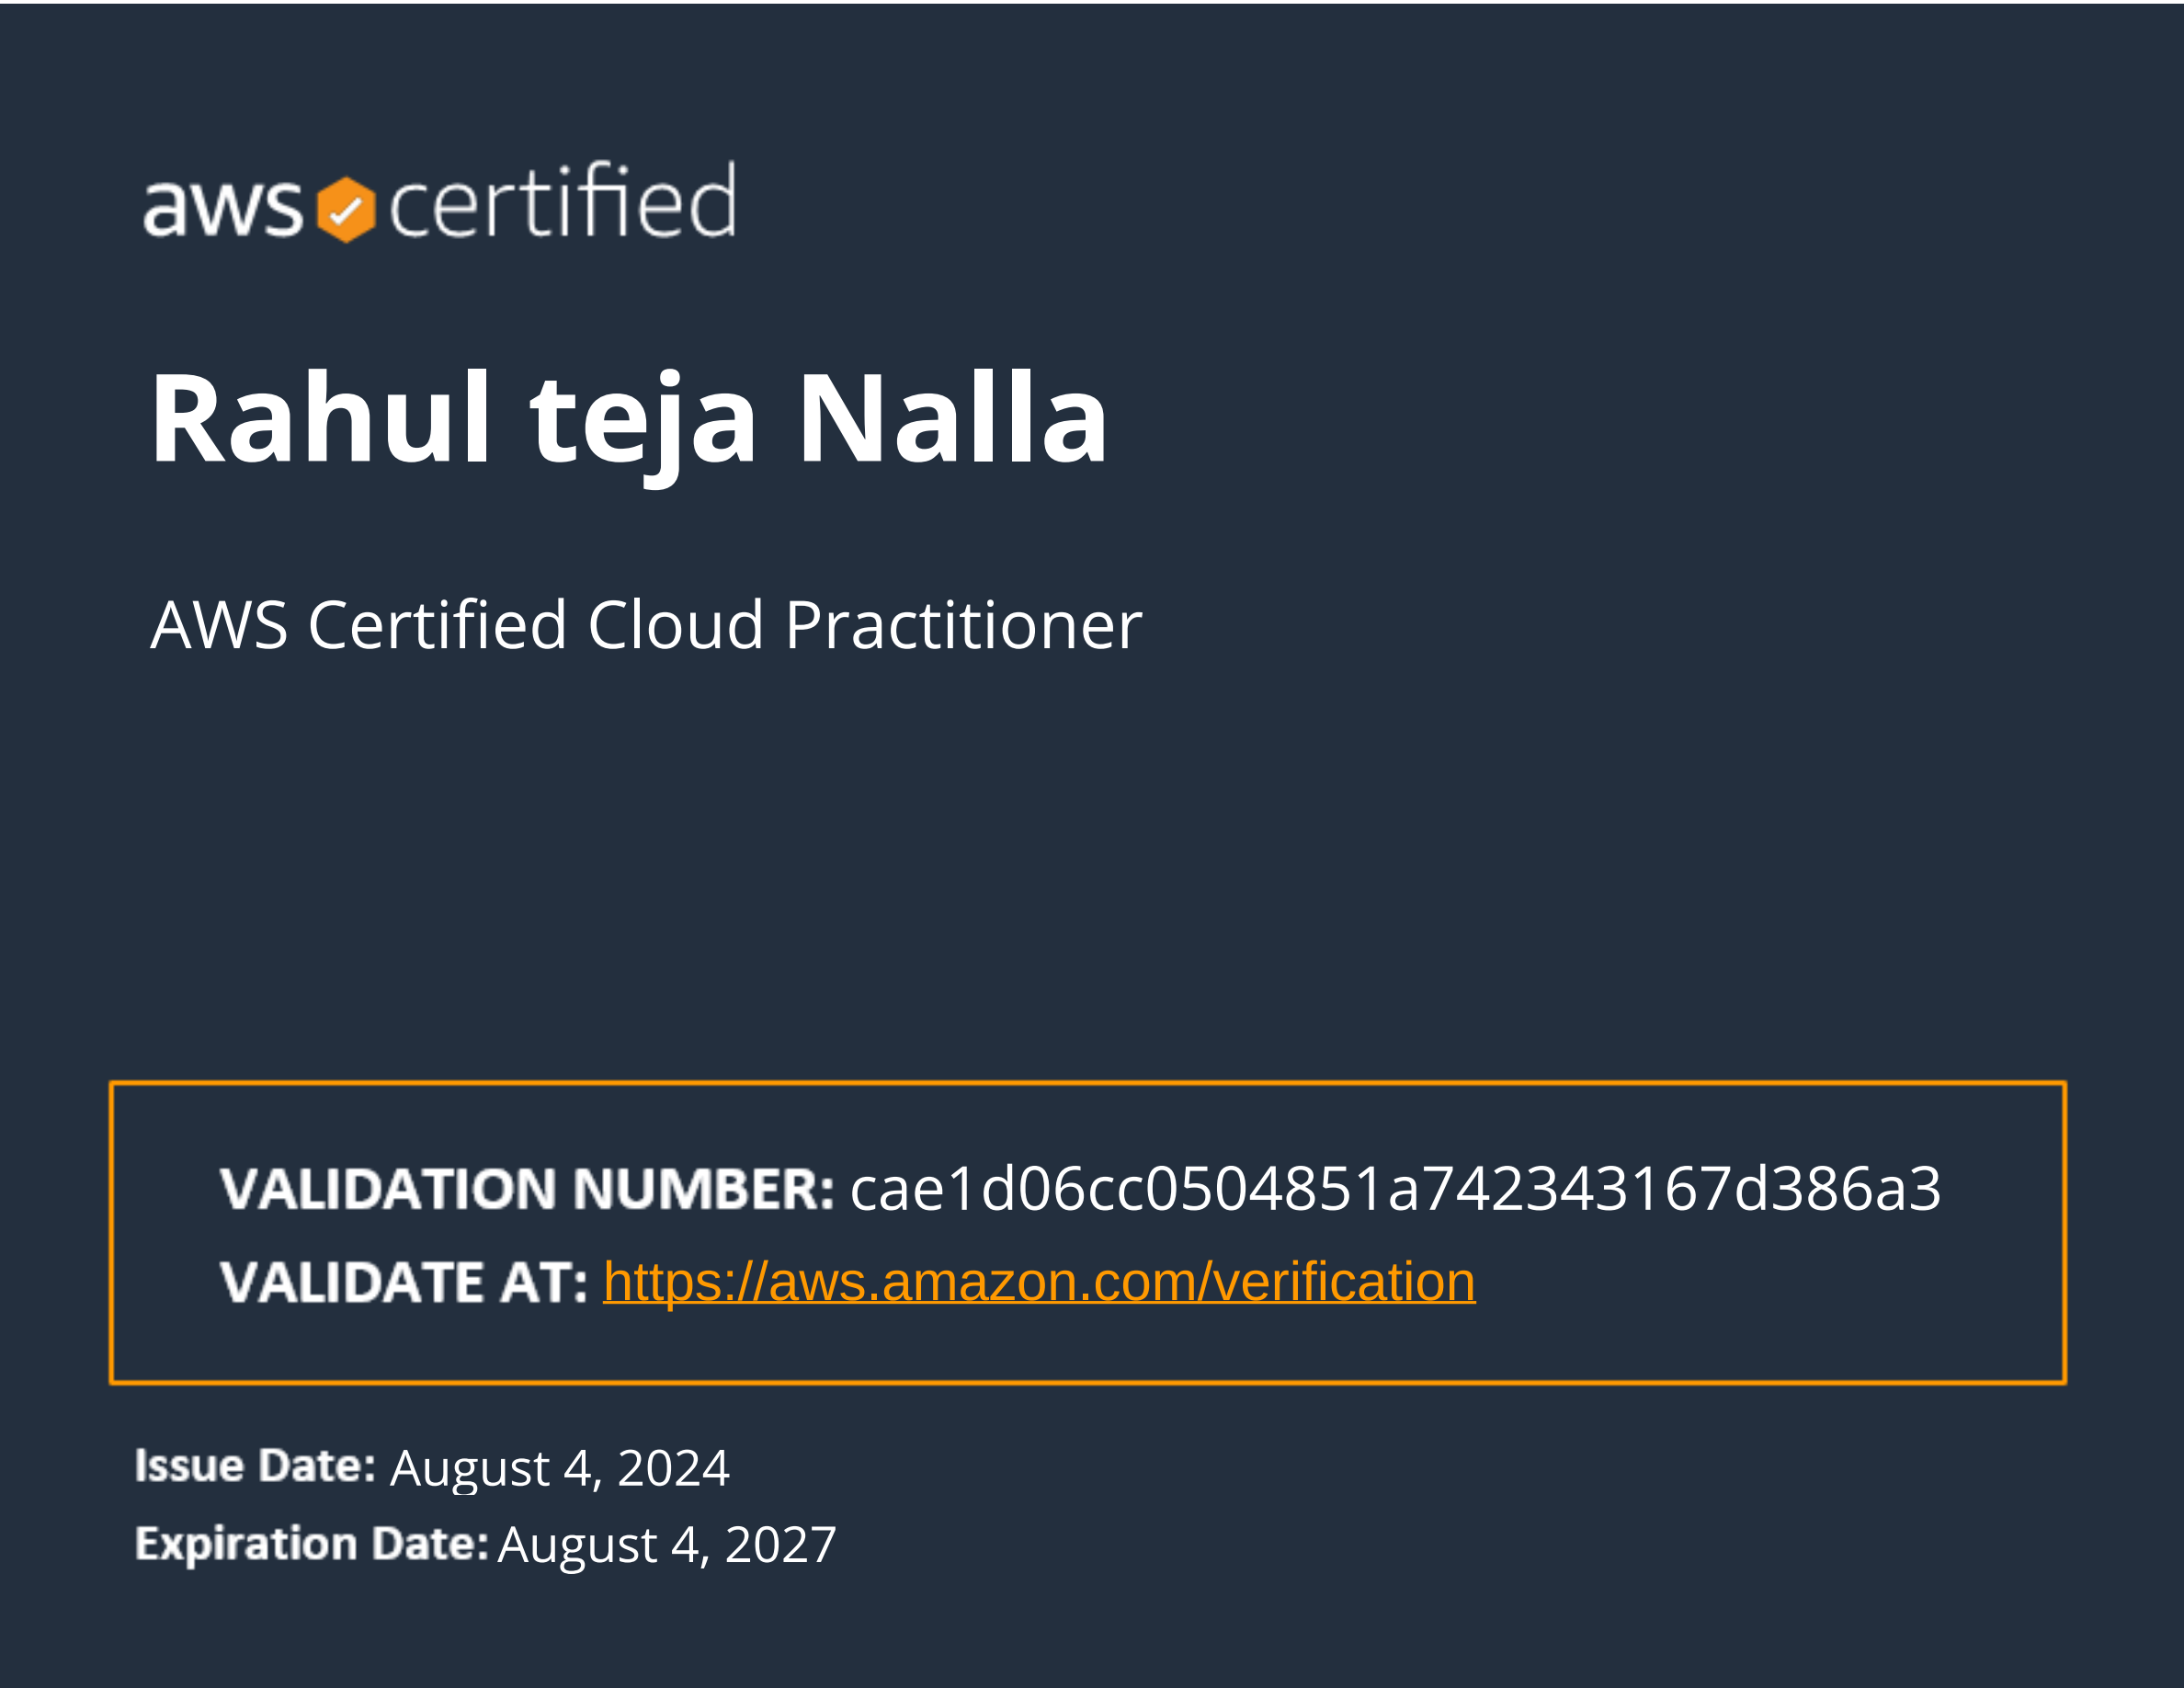 aws certified
Rahul teja Nalla
AWS Certified Cloud Practitioner
VALIDATION NUMBER: cae1d06cc0504851a742343167d386a3
VALIDATE AT: https://aws.amazon.com/verification
Issue Date: August 4, 2024
Expiration Date: August 4, 2027